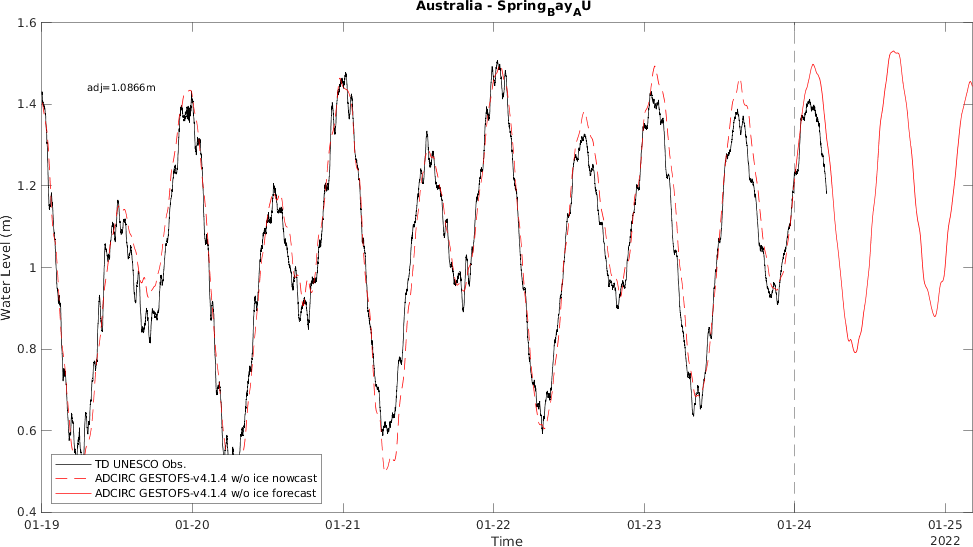 Australia - Spring_Bay_AU
adj=1.0866m
Water Level (m)
1.6
1.4
1.2
1
0.8
0.6
0.4
TD UNESCO Obs.
ADCIRC GESTOFS-v4.1.4 w/o ice nowcast
ADCIRC GESTOFS-v4.1.4 w/o ice forecast
01-19 01-20 01-21 01-22 01-23 01-24 01-25
Time
2022